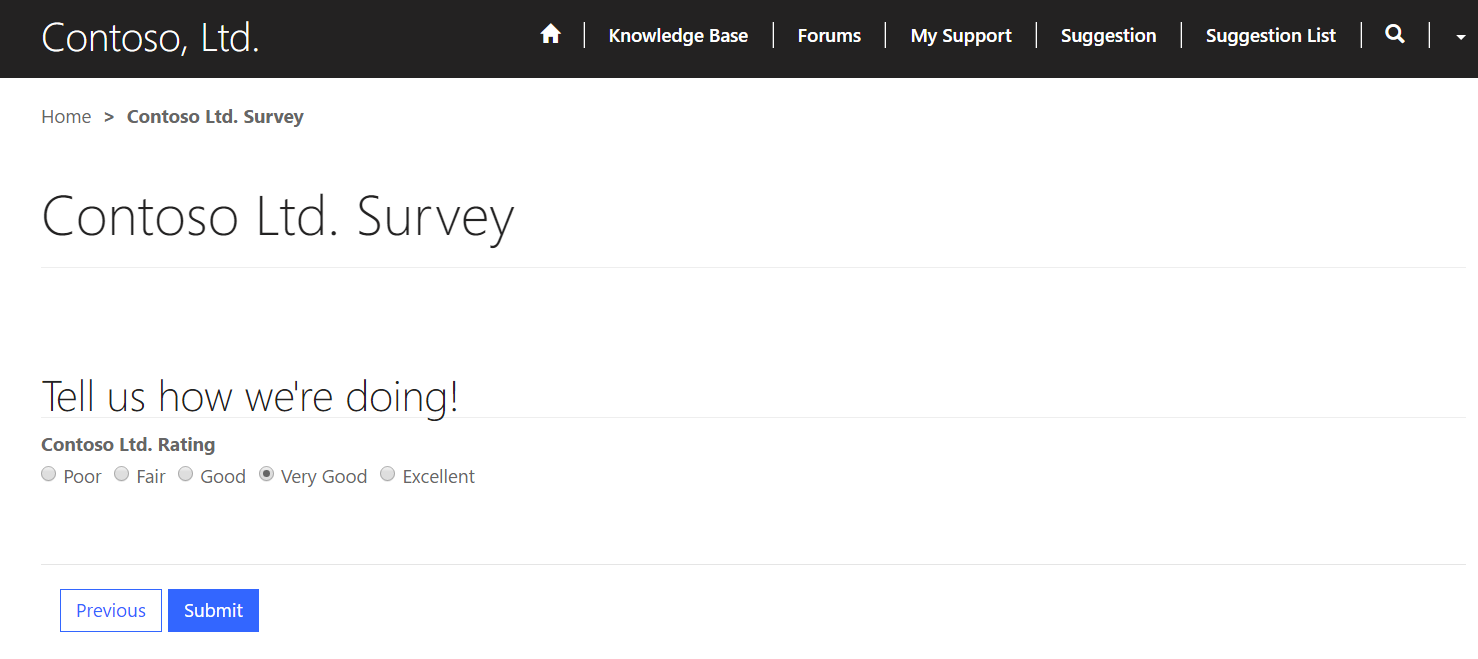 Contoso, Ltd.
Knowledge Base Forums My Support Suggestion Suggestion List
Home > Contoso Ltd. Survey
Contoso Ltd. Survey
Tell us how we're doing!
Contoso Ltd. Rating
Poor Fair Good Very Good Excellent
Previous Submit